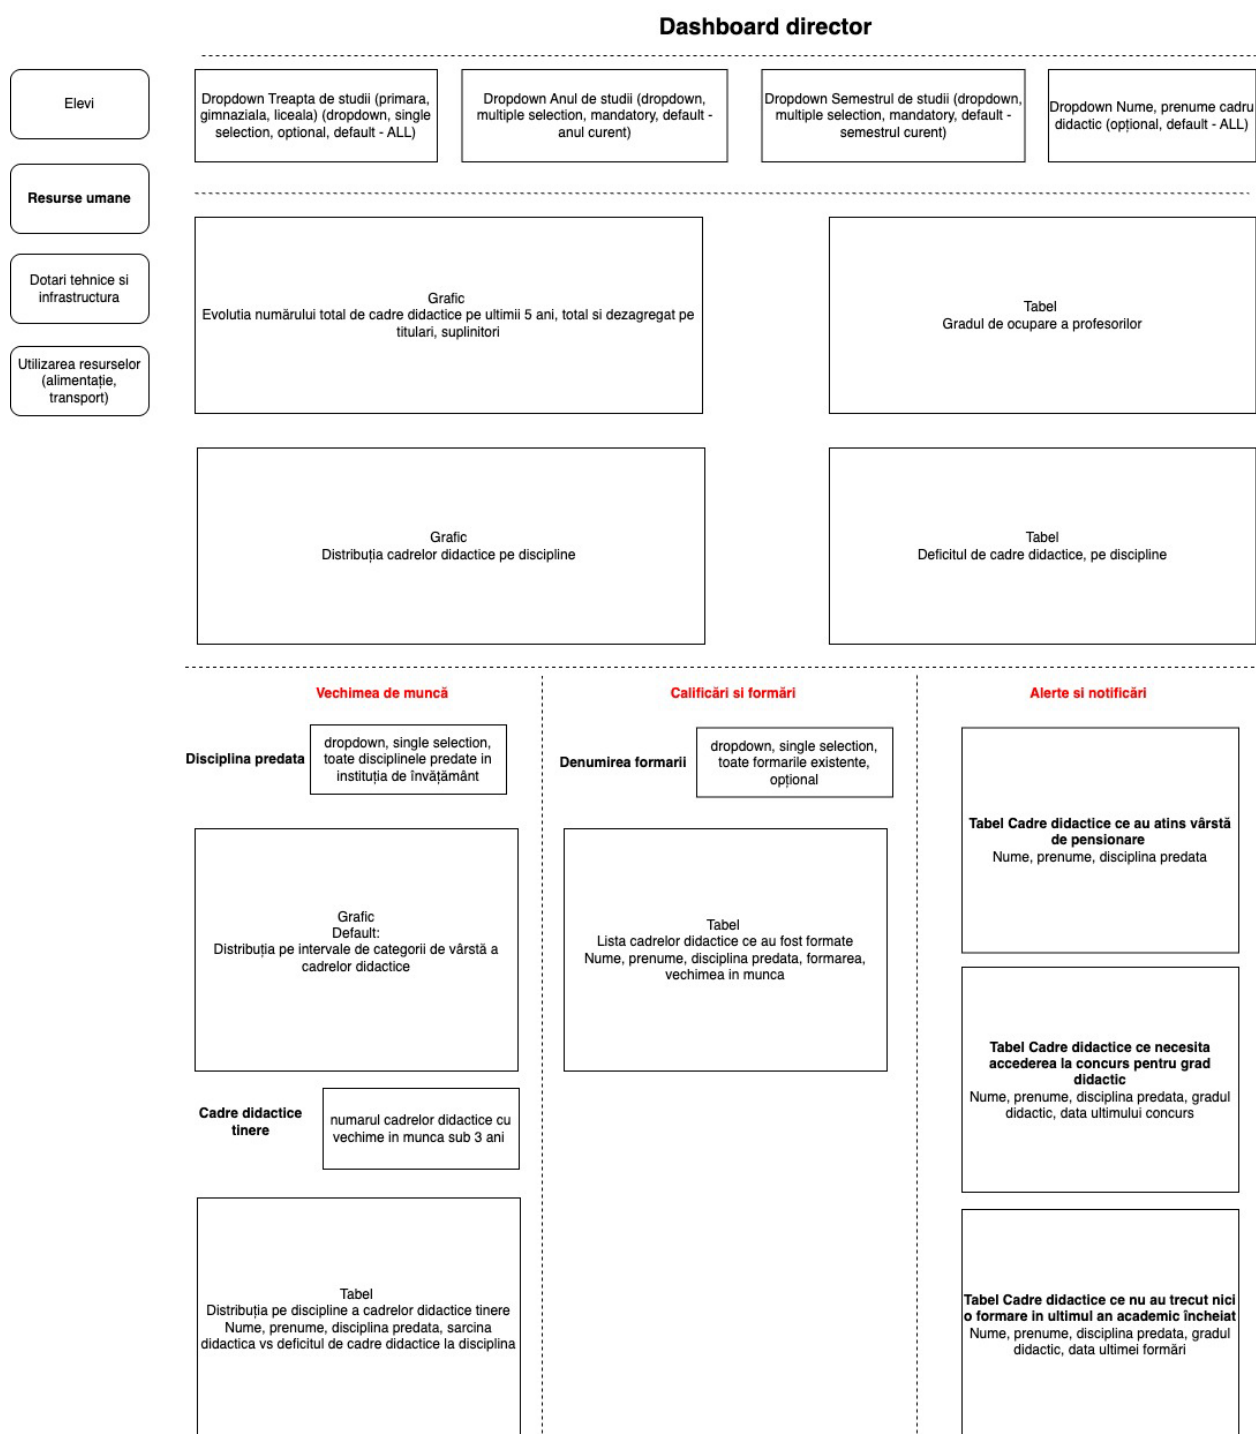 Dashboard director
Elevi
Resurse umane
Dotari tehnice si
infrastructura
Utilizarea resurselor
(alimentație,
transport)
Dropdown Treapta de studii (primara,
gimnaziala, liceala) (dropdown, single
selection, optional, default - ALL)
Dropdown Anul de studii (dropdown,
multiple selection, mandatory, default -
anul curent)
Dropdown Semestrul de studii (dropdown,
multiple selection, mandatory, default -
semestrul curent)
Dropdown Nume, prenume cadru
didactic (opțional, default - ALL)
Grafic
Evolutia numărului total de cadre didactice pe ultimii 5 ani, total si dezagregat pe
titulari, suplinitori
Tabel
Gradul de ocupare a profesorilor
Grafic
Distribuția cadrelor didactice pe discipline
Tabel
Deficitul de cadre didactice, pe discipline
Vechimea de muncă
Disciplina predata
dropdown, single selection,
toate disciplinele predate in
instituția de învățământ
Grafic
Default:
Distribuția pe intervale de categorii de vârstă a
cadrelor didactice
Cadre didactice
tinere
numarul cadrelor didactice cu
vechime in munca sub 3 ani
Tabel
Distribuția pe discipline a cadrelor didactice tinere
Nume, prenume, disciplina predata, sarcina
didactica vs deficitul de cadre didactice la disciplina
Calificări si formări
Denumirea formarii
dropdown, single selection,
toate formarile existente,
opțional
Tabel
Lista cadrelor didactice ce au fost formate
Nume, prenume, disciplina predata, formarea,
vechimea in munca
Alerte si notificări
Tabel Cadre didactice ce au atins vârstă
de pensionare
Nume, prenume, disciplina predata
Tabel Cadre didactice ce necesita
accederea la concurs pentru grad
didactic
Nume, prenume, disciplina predata, gradul
didactic, data ultimului concurs
Tabel Cadre didactice ce nu au trecut nici
o formare in ultimul an academic încheiat
Nume, prenume, disciplina predata, gradul
didactic, data ultimei formări